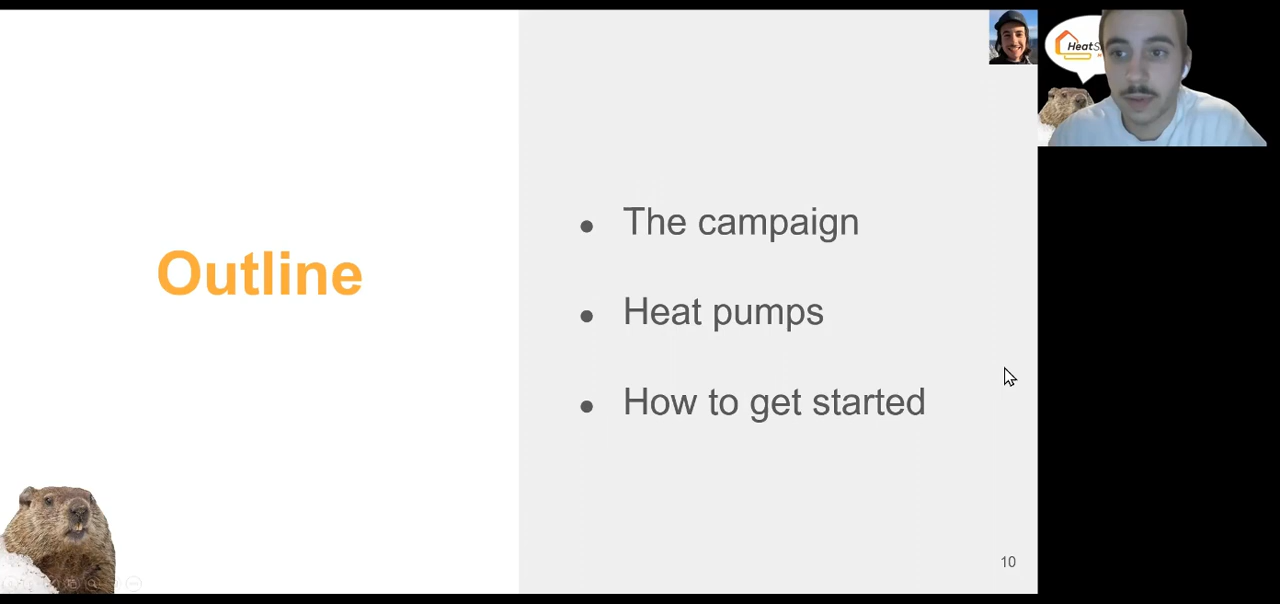 Outline
The campaign
Heat pumps
How to get started
10